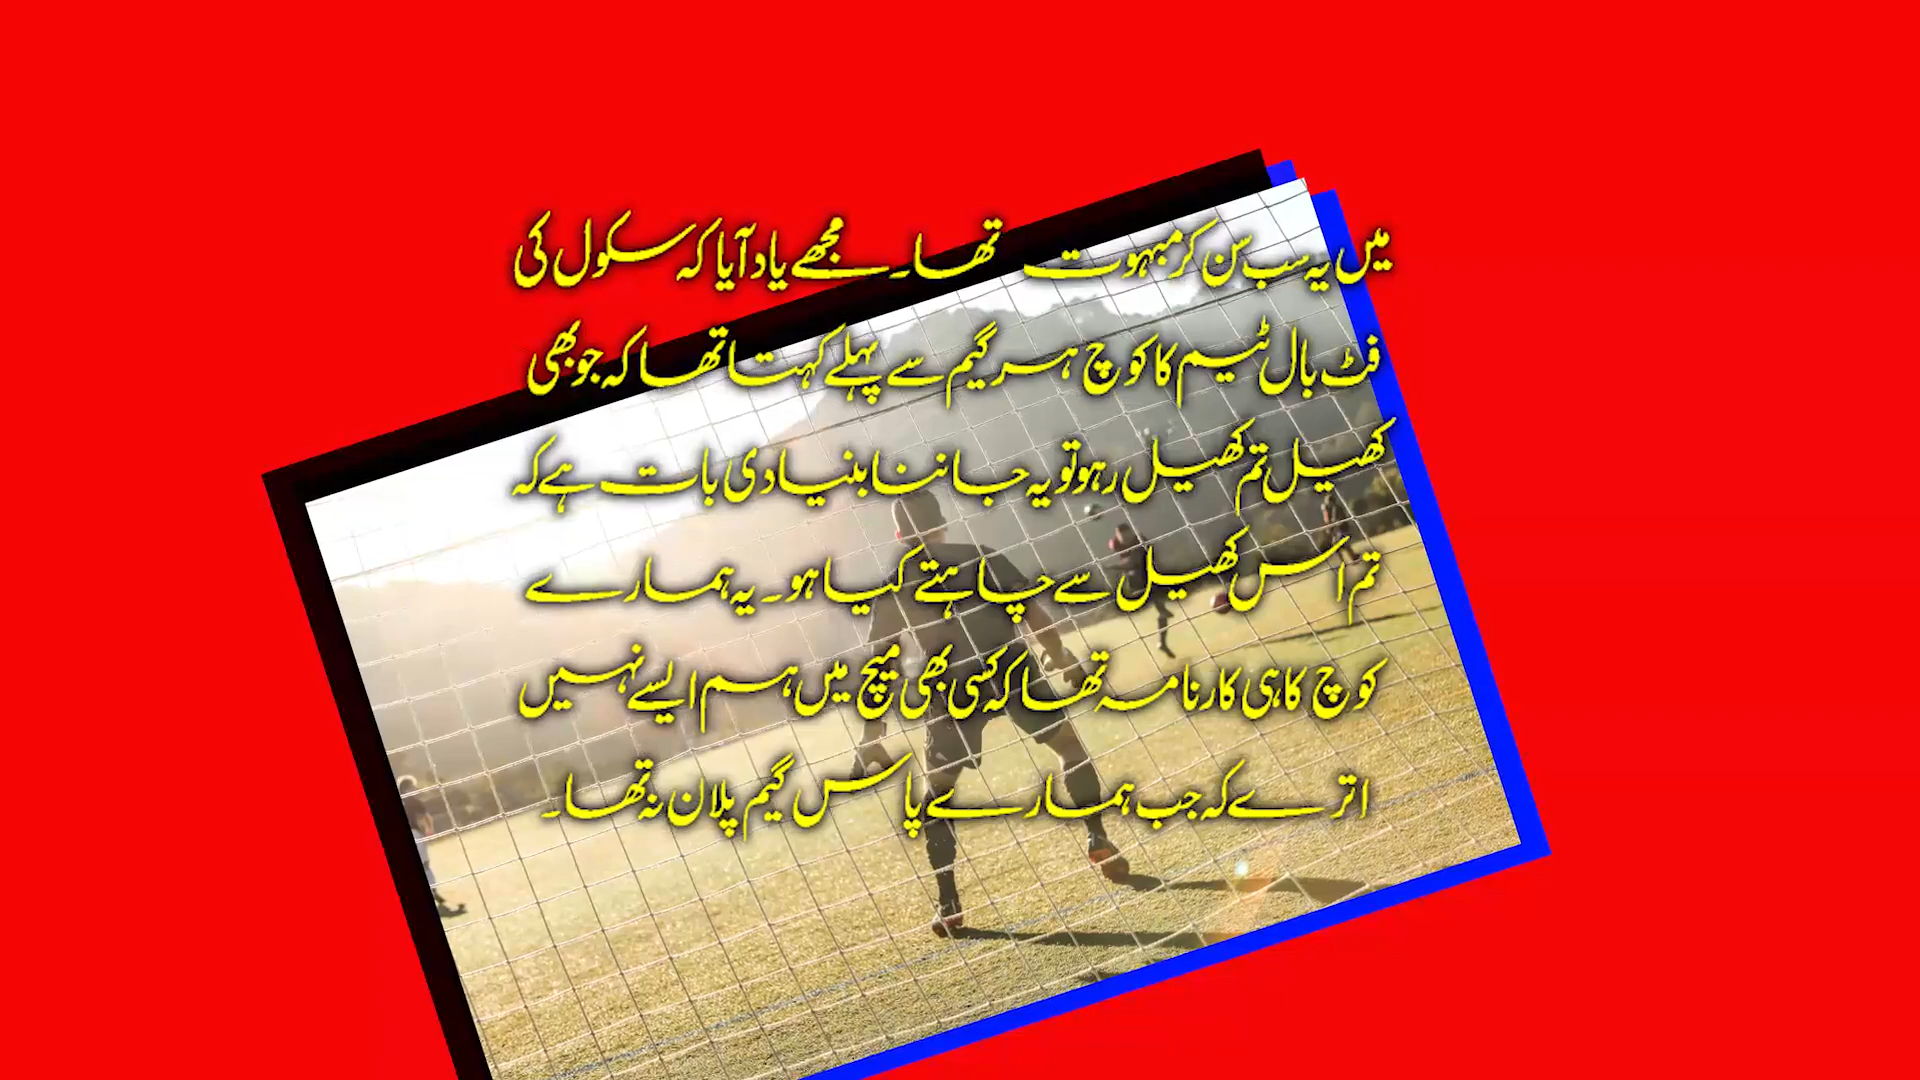 میں یہ سب سن کر مبہوت تھا۔ مجھے یاد آیا کہ سکول کی
فٹ بال ٹیم کا کوچ ہر گیم سے پہلے کہتا تھا کہ جو بھی
کھیل تم کھیل رہو تو یہ جاننا بنیادی بات ہے کہ
تم اس کھیل سے چاہتے کیا ہو۔ یہ ہمارے
کوچ کا ہی کارنامہ تھا کہ کسی بھی میچ میں ہم ایسے نہیں
اترے کہ جب ہمارے پاس گیم پلان نہ تھا۔